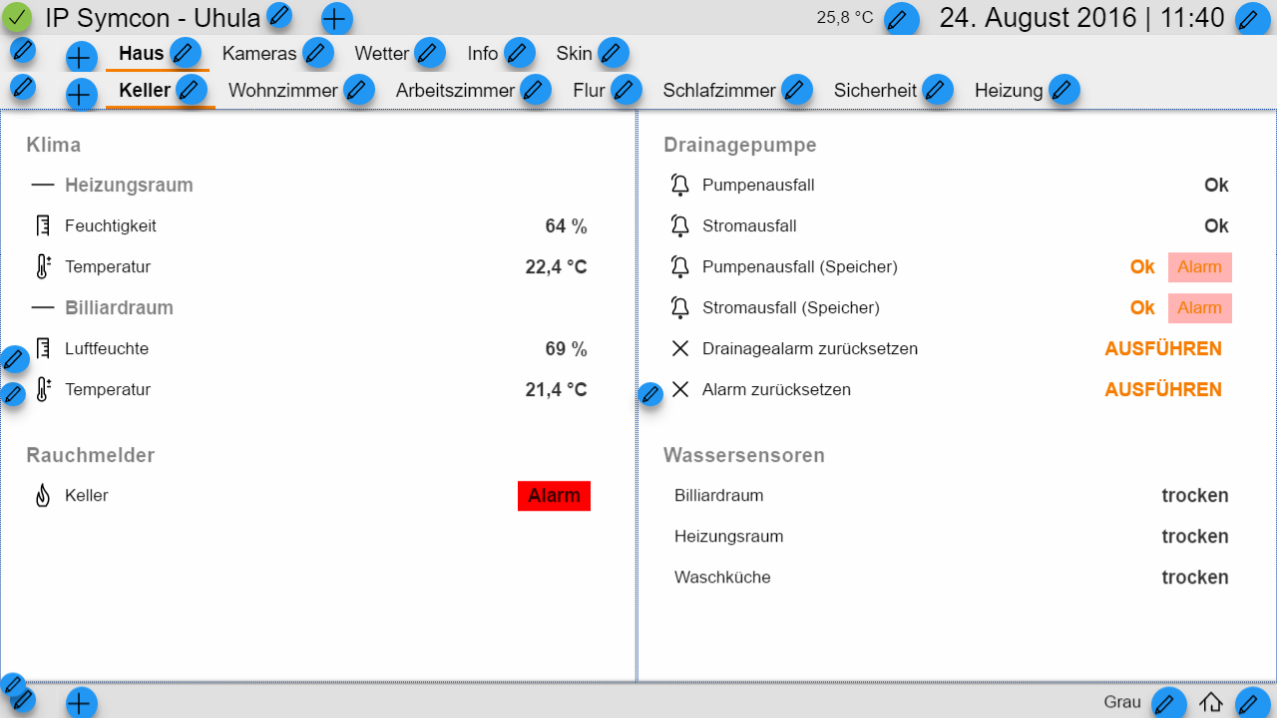 IP Symcon - Uhula 25,8 °C 24. August 2016 | 11:40
Haus Kameras Wetter Info Skin
Keller Wohnzimmer Arbeitszimmer Flur Schlafzimmer Sicherheit Heizung
Klima
Heizungsraum
Feuchtigkeit 64 %
Temperatur 22,4 °C
Billiardraum
Luftfeuchte 69 %
Temperatur 21,4 °C
Rauchmelder
Keller Alarm
Drainagepumpe
Pumpenausfall Ok
Stromausfall Ok
Pumpenausfall (Speicher) Ok Alarm
Stromausfall (Speicher) Ok Alarm
Drainagealarm zurücksetzen AUSFÜHREN
Alarm zurücksetzen AUSFÜHREN
Wassersensoren
Billiardraum trocken
Heizungsraum trocken
Waschküche trocken
Grau